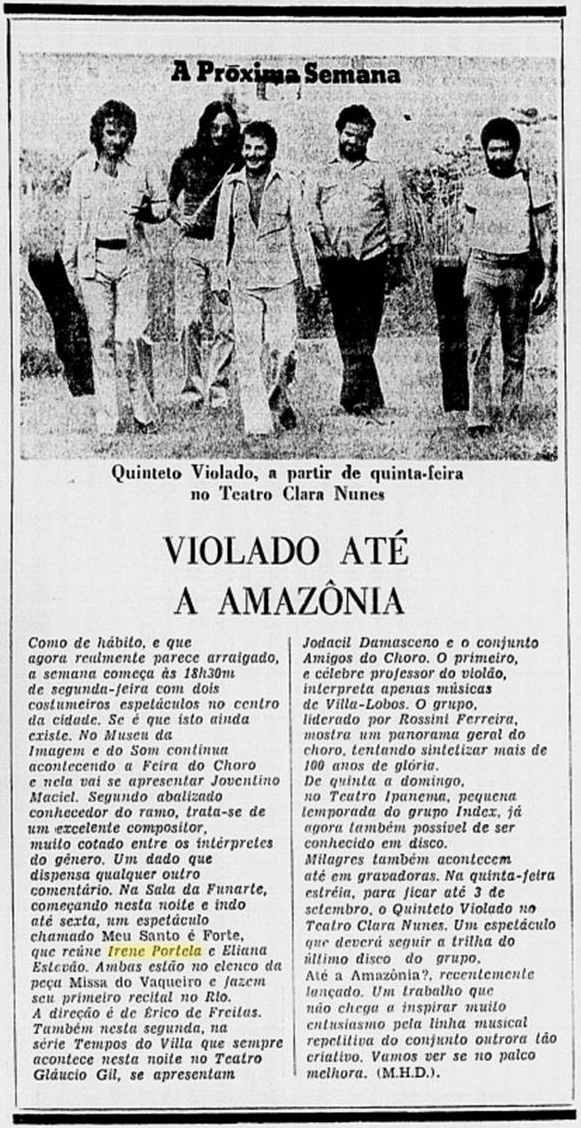 A Próxima Semana
Quinteto Violado, a partir de quinta-feira
no Teatro Clara Nunes
VIOLADO ATÉ
A AMAZÔNIA
Como de hábito, e que
agora realmente parece arraigado,
a semana começa às 18h30m
de segunda-feira com dois
costumeiros espetáculos no centro
da cidade. Se é que isto ainda
existe. No Museu da
Imagem e do Som continua
acontecendo a Feira do Choro
e nela vai se apresentar Joventino
Maciel. Segundo abalizado
conhecedor do ramo, trata-se de
um excelente compositor,
muito cotado entre os intérpretes
do gênero. Um dado que
dispensa qualquer outro
comentário. Na Sala da Funarte,
começando nesta noite e indo
até sexta, um espetáculo
chamado Meu Santo é Forte,
que reúne Irene Portela e Eliana
Estevão. Ambas estão no elenco da
peça Missa do Vaqueiro e fazem
seu primeiro recital no Rio.
A direção é de Érico de Freitas.
Também nesta segunda, na
série Tempos do Villa que sempre
acontece nesta noite no Teatro
Gláucio Gil, se apresentam
Jodacil Damasceno e o conjunto
Amigos do Choro. O primeiro,
e célebre professor do violão,
interpreta apenas músicas
de Villa-Lobos. O grupo,
liderado por Rossini Ferreira,
mostra um panorama geral do
choro, tentando sintetizar mais de
100 anos de glória.
De quinta a domingo,
no Teatro Ipanema, pequena
temporada do grupo Index, já
agora também possível de ser
conhecido em disco.
Milagres também acontecem
até em gravadoras. Na quinta-feira
estréia, para ficar até 3 de
setembro, o Quinteto Violado no
Teatro Clara Nunes. Um espetáculo
que deverá seguir a trilha do
último disco do grupo,
Até a Amazônia?, recentemente
lançado. Um trabalho que
não chega a inspirar muito
entusiasmo pela linha musical
repetitiva do conjunto outrora tão
criativo. Vamos ver se no palco
melhora. (M.H.D.).